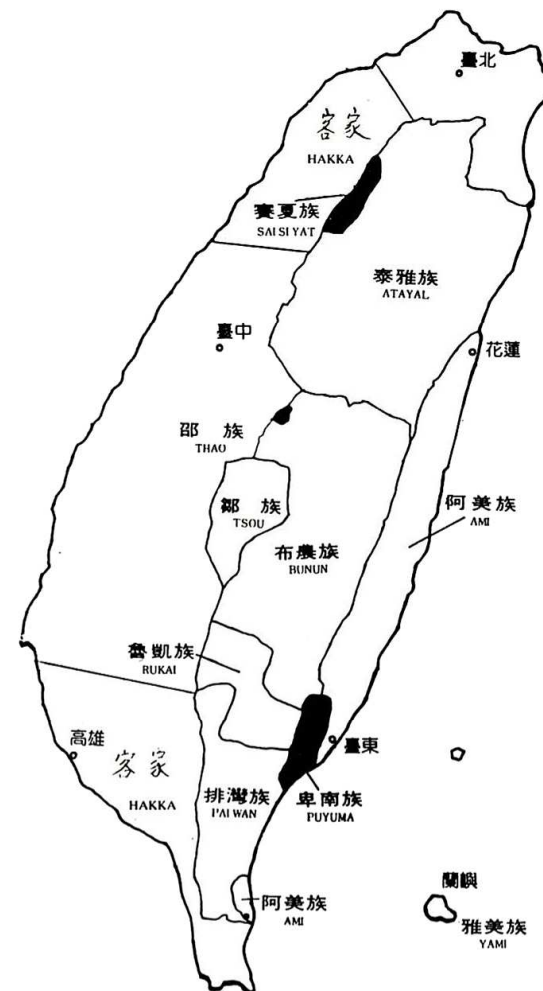 臺北
客家
HAKKA
賽夏族
SAISIYAT
泰雅族
ATAYAL
臺中
花蓮
邵 族
THAO
鄒 族
TSOU
阿美族
AMI
布農族
BUNUN
魯凱族
RUKAI
高雄
客家
HAKKA
臺東
排灣族
PAIWAN
卑南族
PUYUMA
阿美族
AMI
蘭嶼
雅美族
YAMI